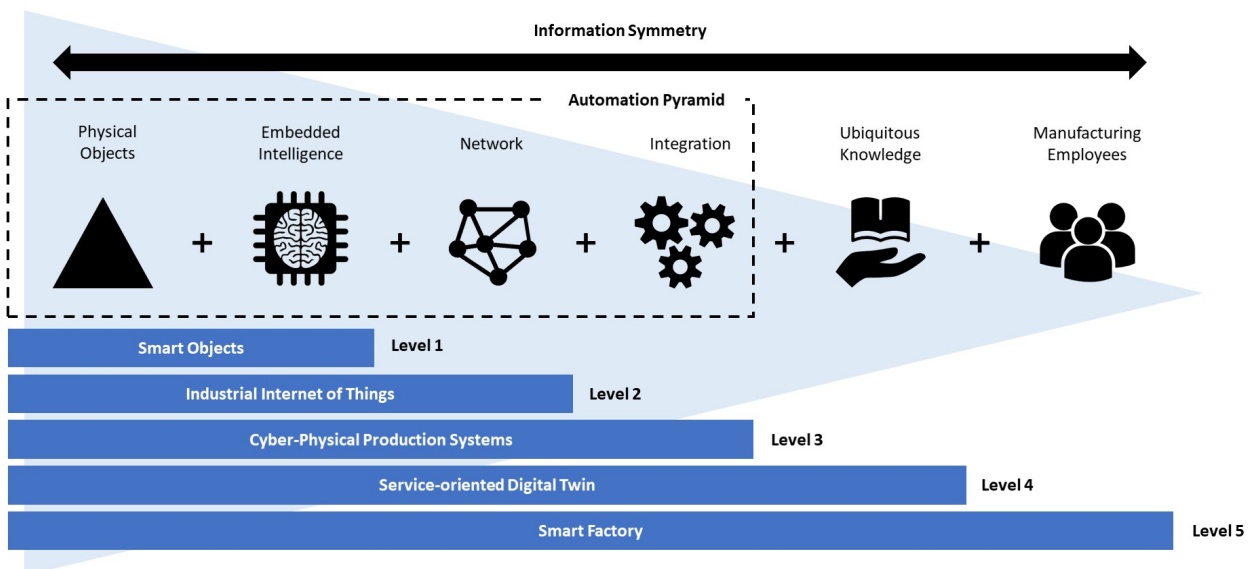 Information Symmetry
Automation Pyramid
Physical
Objects
Embedded
Intelligence
Network
Integration
Ubiquitous
Knowledge
Manufacturing
Employees
+
+
+
+
+
Smart Objects
Level 1
Industrial Internet of Things
Level 2
Cyber-Physical Production Systems
Level 3
Service-oriented Digital Twin
Level 4
Smart Factory
Level 5